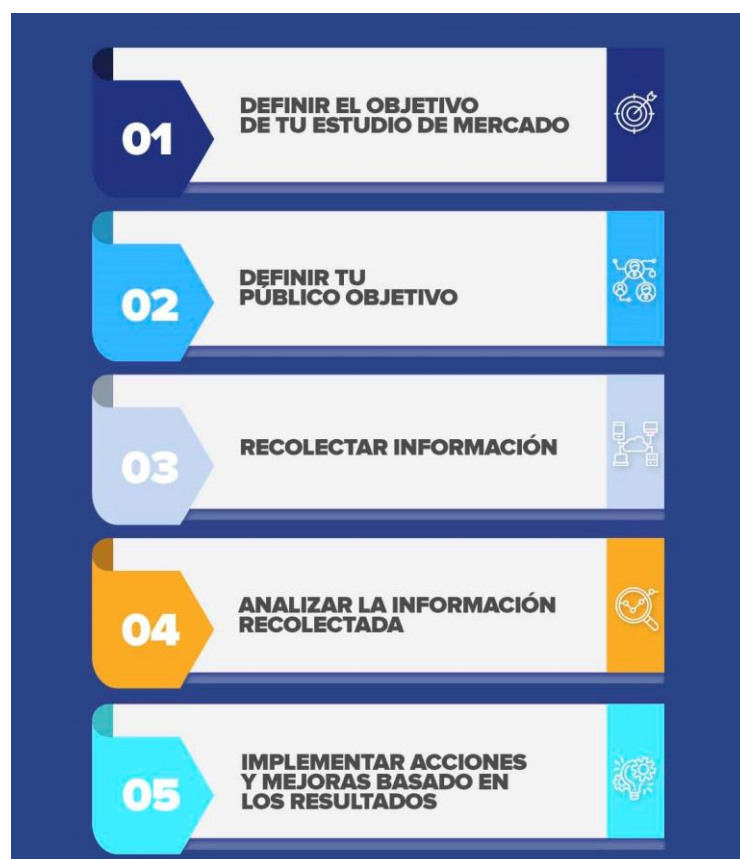 01
DEFINIR EL OBJETIVO
DE TU ESTUDIO DE MERCADO
02
DEFINIR TU
PÚBLICO OBJETIVO
03
RECOLECTAR INFORMACIÓN
04
ANALIZAR LA INFORMACIÓN
RECOLECTADA
05
IMPLEMENTAR ACCIONES
Y MEJORAS BASADO EN
LOS RESULTADOS